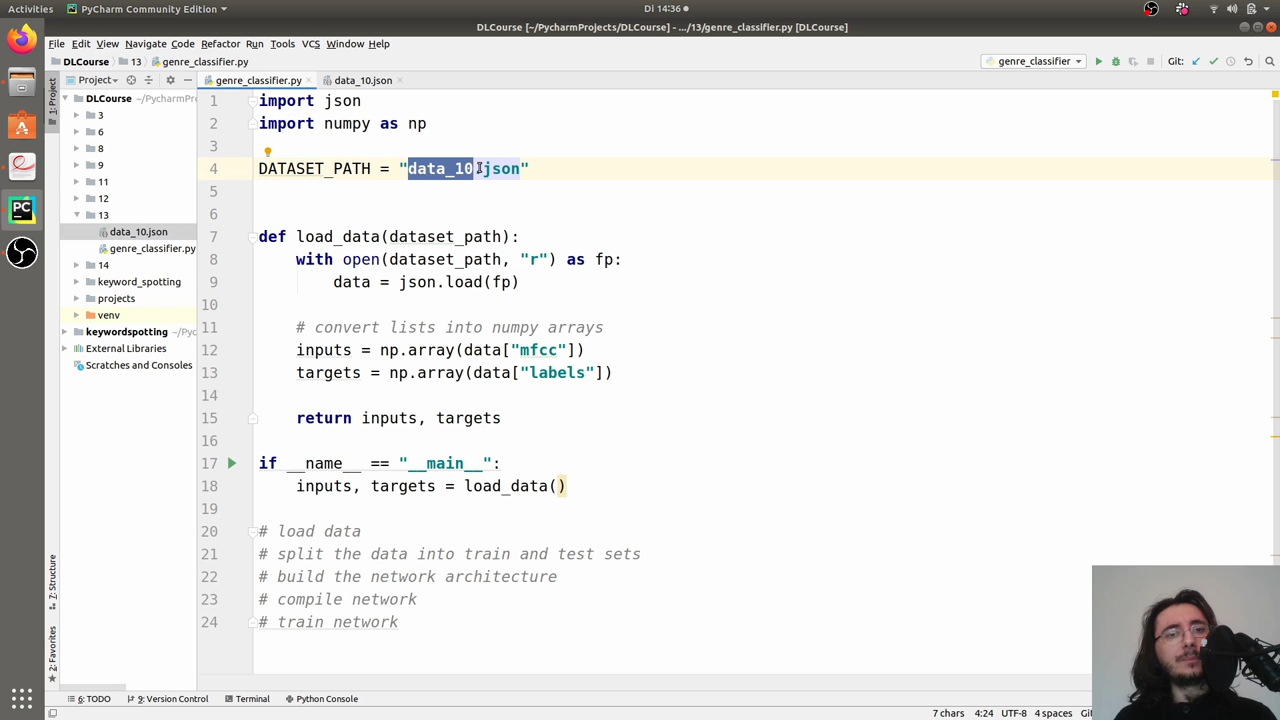 Activities
PyCharm Community Edition
Di 14:36
DLCourse [~/PycharmProjects/DLCourse] - .../13/genre_classifier.py [DLCourse]
File Edit View Navigate Code Refactor Run Tools VCS Window Help
DLCourse 13 genre_classifier.py
genre_classifier
Git:
1: Project
Project
genre_classifier.py
data_10.json
DLCourse
3
6
8
9
11
12
13
data_10.json
genre_classifier.py
14
keyword_spotting
projects
venv
keywordspotting ~/Pyc
External Libraries
Scratches and Consoles
1 import json
2 import numpy as np
3
4 DATASET_PATH = "data_10.json"
5
6
7 def load_data(dataset_path):
8 with open(dataset_path, "r") as fp:
9 data = json.load(fp)
10
11 # convert lists into numpy arrays
12 inputs = np.array(data["mfcc"])
13 targets = np.array(data["labels"])
14
15 return inputs, targets
16
17 if __name__ == "__main__":
18 inputs, targets = load_data()
19
20 # load data
21 # split the data into train and test sets
22 # build the network architecture
23 # compile network
24 # train network
7: Structure
2: Favorites
6: TODO
9: Version Control
Terminal
Python Console
7 chars 4:24 UTF-8 4 spaces Git